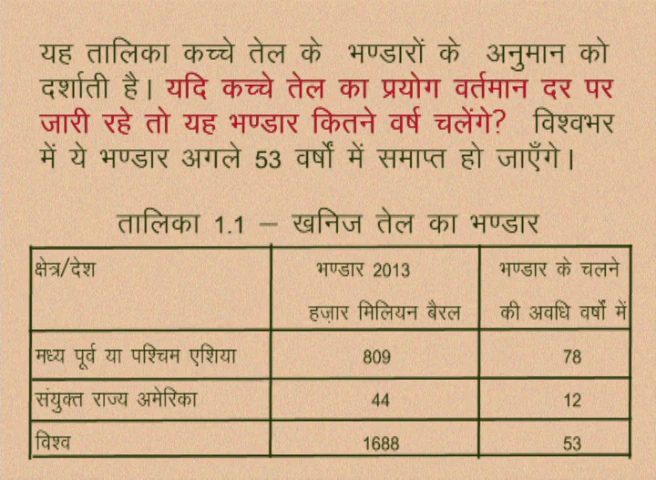 यह तालिका कच्चे तेल के भण्डारों के अनुमान को
दर्शाती है। यदि कच्चे तेल का प्रयोग वर्तमान दर पर
जारी रहे तो यह भण्डार कितने वर्ष चलेंगे? विश्वभर
में ये भण्डार अगले 53 वर्षों में समाप्त हो जाएँगे।
तालिका 1.1 – खनिज तेल का भण्डार
क्षेत्र/देश भण्डार 2013 भण्डार के चलने
हज़ार मिलियन बैरल की अवधि वर्षों में
मध्य पूर्व या पश्चिम एशिया 809 78
संयुक्त राज्य अमेरिका 44 12
विश्व 1688 53